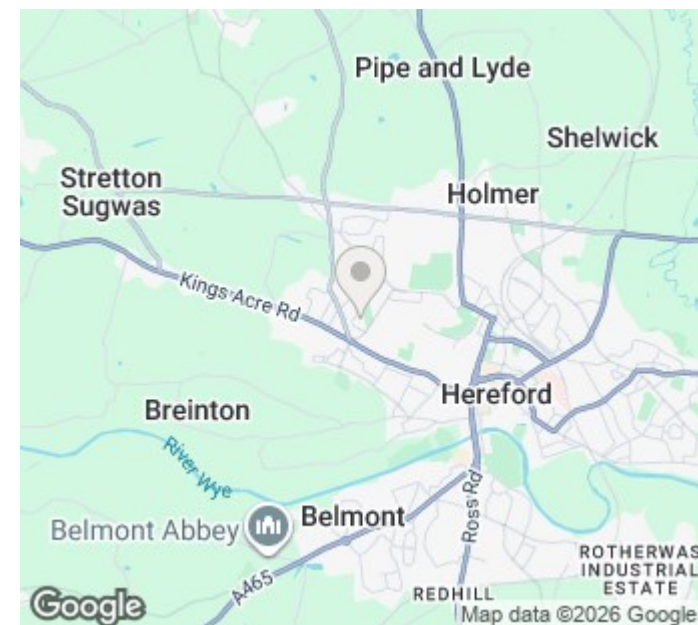 Pipe and Lyde
Shelwick
Stretton
Sugwas
Holmer
Kings Acre Rd
Hereford
Breinton
River Wye
Belmont
Belmont Abbey
Ross Rd
A465
ROTHERWAS
INDUSTRIAL
ESTATE
REDHILL
Google
Map data ©2026 Google